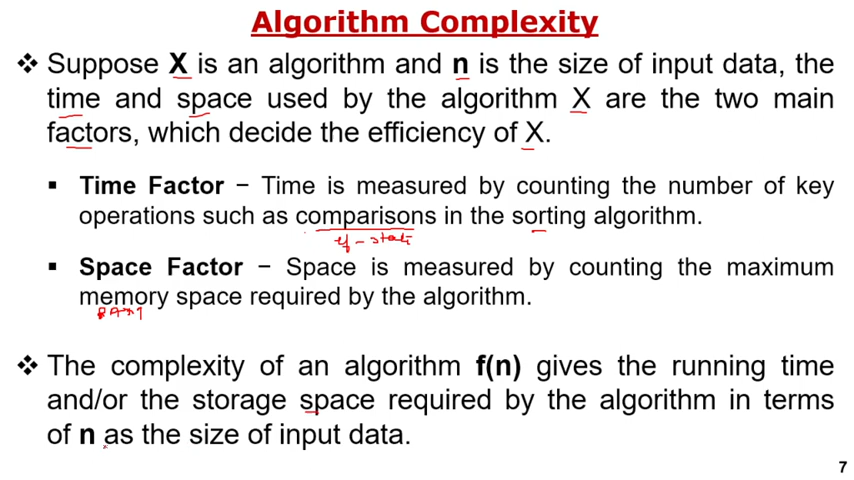 Algorithm Complexity
❖ Suppose X is an algorithm and n is the size of input data, the
time and space used by the algorithm X are the two main
factors, which decide the efficiency of X.
▪ Time Factor − Time is measured by counting the number of key
operations such as comparisons in the sorting algorithm.
▪ Space Factor − Space is measured by counting the maximum
memory space required by the algorithm.
❖ The complexity of an algorithm f(n) gives the running time
and/or the storage space required by the algorithm in terms
of n as the size of input data.
7